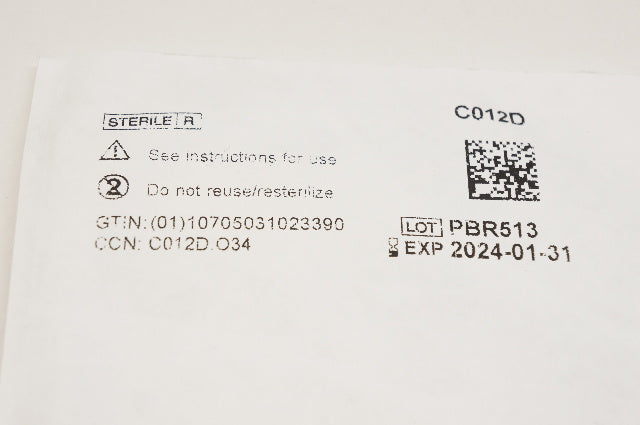 STERILE R
See instructions for use
Do not reuse/resterilize
GTIN:(01)10705031023390
CCN: C012D.O34
C012D
LOT PBR513
EXP 2024-01-31